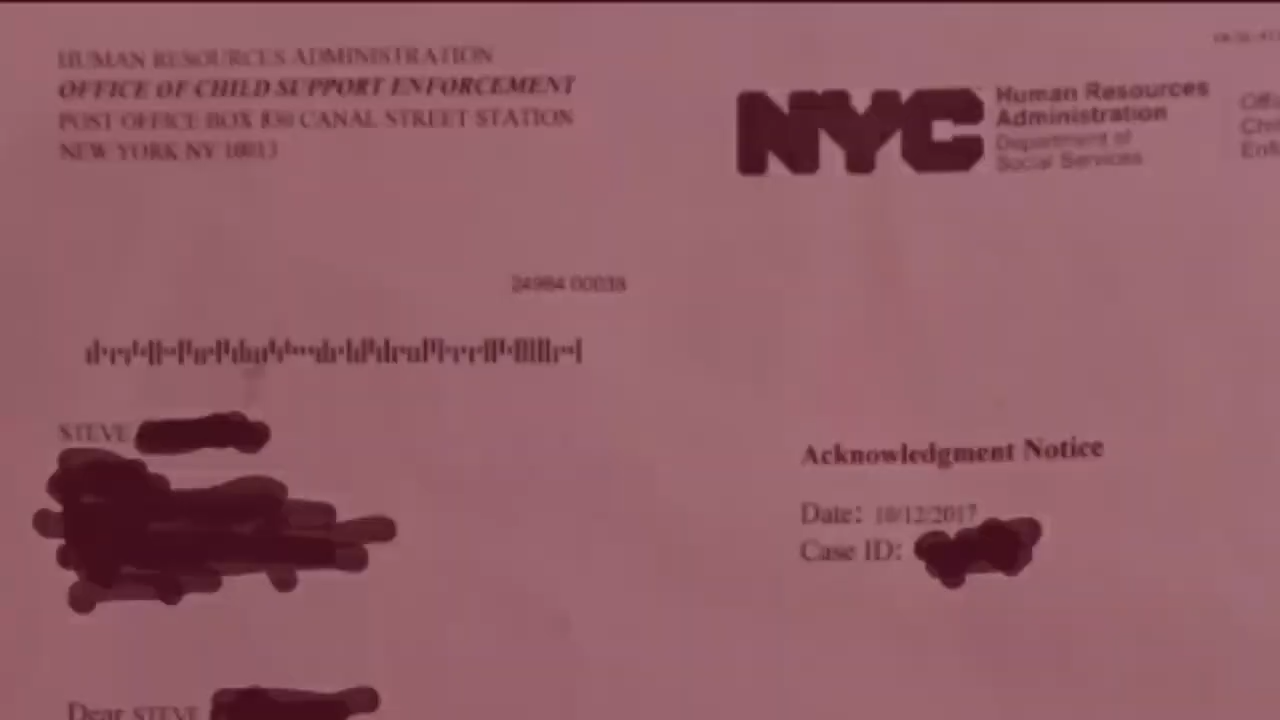 HUMAN RESOURCES ADMINISTRATION
OFFICE OF CHILD SUPPORT ENFORCEMENT
POST OFFICE BOX 830 CANAL STREET STATION
NEW YORK NY 10013
NYC
Human Resources
Administration
Department of
Social Services
24984 00038
STEVE
Acknowledgment Notice
Date: 10/12/2017
Case ID:
Dear STEVE